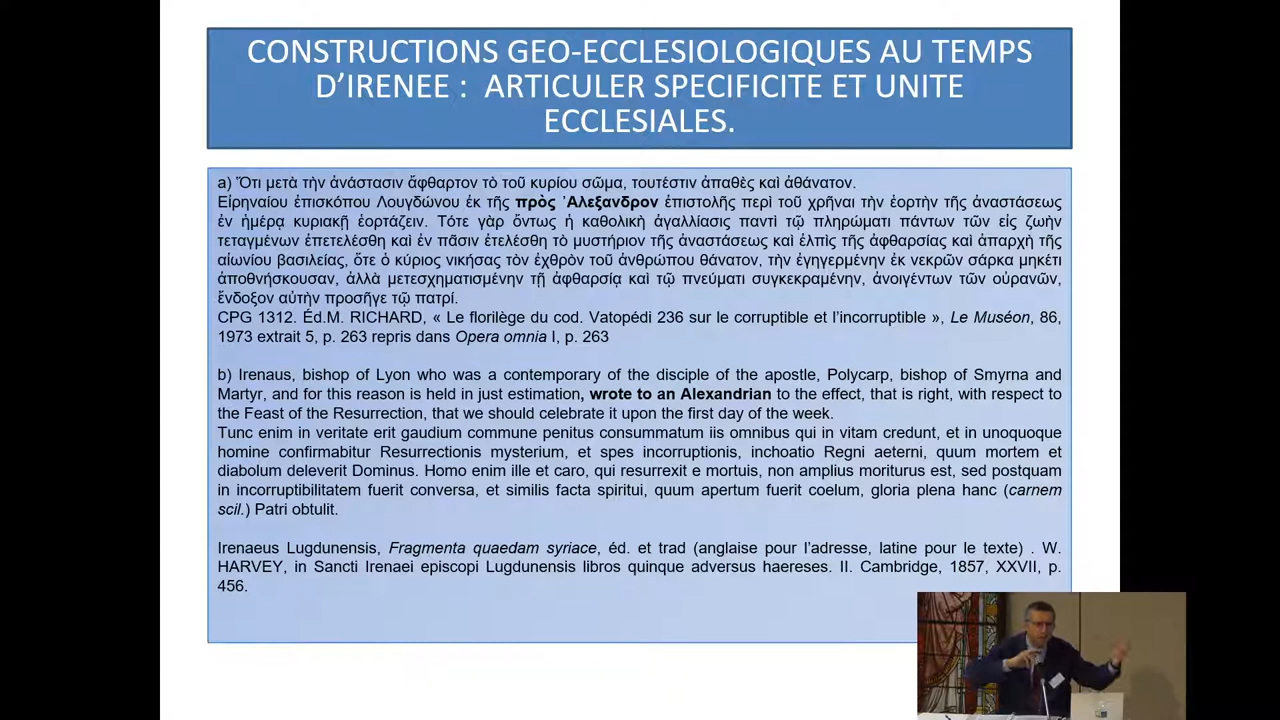 CONSTRUCTIONS GEO-ECCLESIOLOGIQUES AU TEMPS
D’IRENEE : ARTICULER SPECIFICITE ET UNITE
ECCLESIALES.
a) Ὅτι μετὰ τὴν ἀνάστασιν ἄφθαρτον τὸ τοῦ κυρίου σῶμα, τουτέστιν ἀπαθὲς καὶ ἀθάνατον.
Εἰρηναίου ἐπισκόπου Λουγδώνου ἐκ τῆς πρὸς Ἀλεξανδρον ἐπιστολῆς περὶ τοῦ χρῆναι τὴν ἑορτὴν τῆς ἀναστάσεως
ἐν ἡμέρᾳ κυριακῇ ἑορτάζειν. Τότε γὰρ ὄντως ἡ καθολικὴ ἀγαλλίασις παντὶ τῷ πληρώματι πάντων τῶν εἰς ζωὴν
τεταγμένων ἐπετελέσθη καὶ ἐν πᾶσιν ἐτελέσθη τὸ μυστήριον τῆς ἀναστάσεως καὶ ἐλπὶς τῆς ἀφθαρσίας καὶ ἀπαρχὴ τῆς
αἰωνίου βασιλείας, ὅτε ὁ κύριος νικήσας τὸν ἐχθρὸν τοῦ ἀνθρώπου θάνατον, τὴν ἐγηγερμένην ἐκ νεκρῶν σάρκα μηκέτι
ἀποθνήσκουσαν, ἀλλὰ μετεσχηματισμένην τῇ ἀφθαρσίᾳ καὶ τῷ πνεύματι συγκεκραμένην, ἀνοιγέντων τῶν οὐρανῶν,
ἔνδοξον αὐτὴν προσῆγε τῷ πατρί.
CPG 1312. Éd.M. RICHARD, « Le florilège du cod. Vatopédi 236 sur le corruptible et l’incorruptible », Le Muséon, 86,
1973 extrait 5, p. 263 repris dans Opera omnia I, p. 263
b) Irenaus, bishop of Lyon who was a contemporary of the disciple of the apostle, Polycarp, bishop of Smyrna and
Martyr, and for this reason is held in just estimation, wrote to an Alexandrian to the effect, that is right, with respect to
the Feast of the Resurrection, that we should celebrate it upon the first day of the week.
Tunc enim in veritate erit gaudium commune penitus consummatum iis omnibus qui in vitam credunt, et in unoquoque
homine confirmabitur Resurrectionis mysterium, et spes incorruptionis, inchoatio Regni aeterni, quum mortem et
diabolum deleverit Dominus. Homo enim ille et caro, qui resurrexit e mortuis, non amplius moriturus est, sed postquam
in incorruptibilitatem fuerit conversa, et similis facta spiritui, quum apertum fuerit coelum, gloria plena hanc (carnem
scil.) Patri obtulit.
Irenaeus Lugdunensis, Fragmenta quaedam syriace, éd. et trad (anglaise pour l’adresse, latine pour le texte) . W.
HARVEY, in Sancti Irenaei episcopi Lugdunensis libros quinque adversus haereses. II. Cambridge, 1857, XXVII, p.
456.